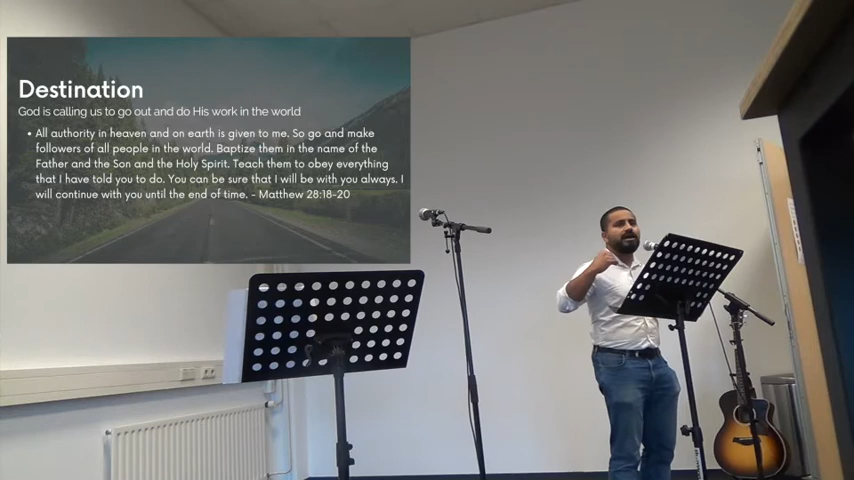 Destination
God is calling us to go out and do His work in the world
• All authority in heaven and on earth is given to me. So go and make
followers of all people in the world. Baptize them in the name of the
Father and the Son and the Holy Spirit. Teach them to obey everything
that I have told you to do. You can be sure that I will be with you always. I
will continue with you until the end of time. - Matthew 28:18-20